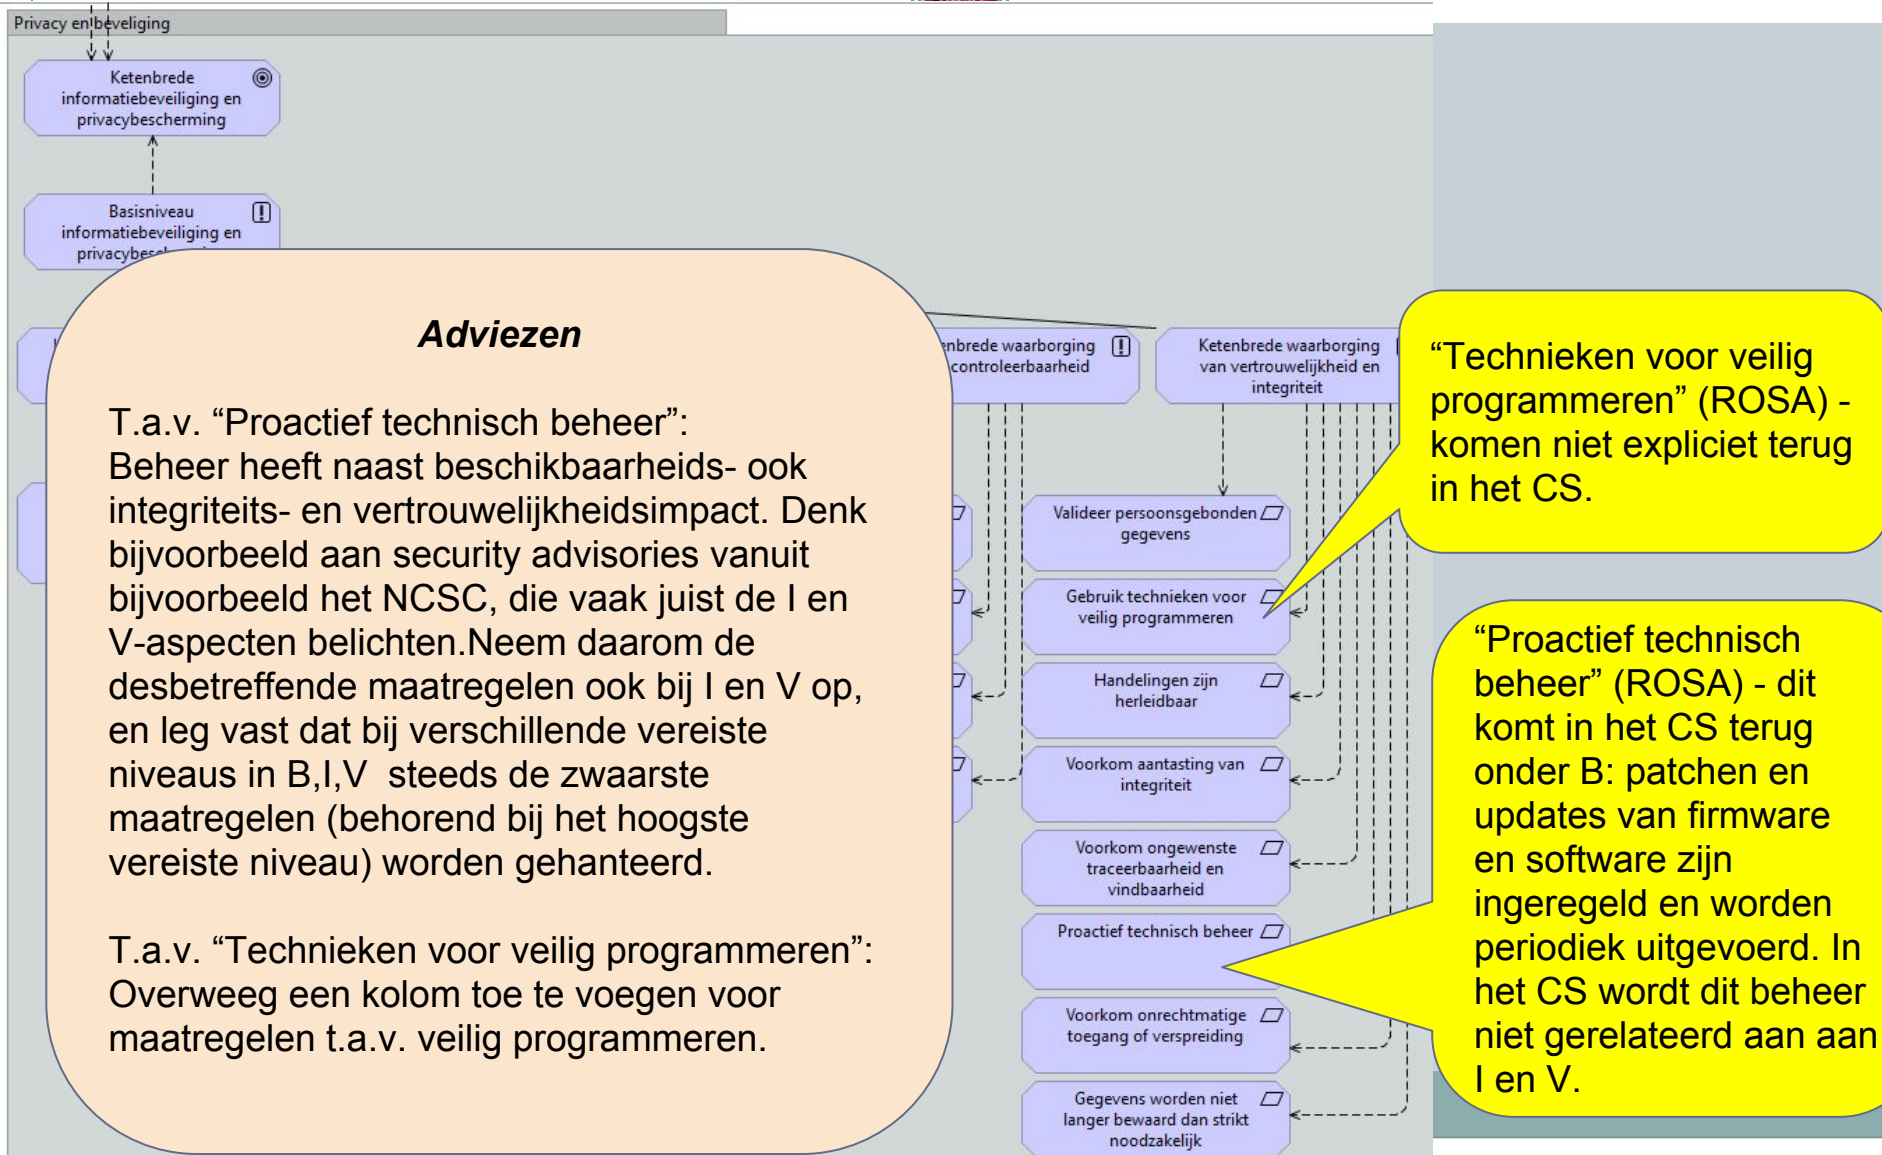 Privacy en beveliging
Ketenbrede
informatiebeveiliging en
privacybescherming
Basisniveau
informatiebeveiliging en
Adviezen
T.a.v. “Proactief technisch beheer”:
Beheer heeft naast beschikbaarheids- ook
integriteits- en vertrouwelijkheidsimpact. Denk
bijvoorbeeld aan security advisories vanuit
bijvoorbeeld het NCSC, die vaak juist de I en
V-aspecten belichten.Neem daarom de
desbetreffende maatregelen ook bij I en V op,
en leg vast dat bij verschillende vereiste
niveaus in B,I,V steeds de zwaarste
maatregelen (behorend bij het hoogste
vereiste niveau) worden gehanteerd.
T.a.v. “Technieken voor veilig programmeren”:
Overweeg een kolom toe te voegen voor
maatregelen t.a.v. veilig programmeren.
enbrede waarborging
controleerbaarheid
Ketenbrede waarborging
van vertrouwelijkheid en
integriteit
Valideer persoonsgebonden
gegevens
Gebruik technieken voor
veilig programmeren
Handelingen zijn
herleidbaar
Voorkom aantasting van
integriteit
Voorkom ongewenste
traceerbaarheid en
vindbaarheid
Proactief technisch beheer
Voorkom onrechtmatige
toegang of verspreiding
Gegevens worden niet
langer bewaard dan strikt
noodzakelijk
“Technieken voor veilig
programmeren” (ROSA) -
komen niet expliciet terug
in het CS.
“Proactief technisch
beheer” (ROSA) - dit
komt in het CS terug
onder B: patchen en
updates van firmware
en software zijn
ingeregeld en worden
periodiek uitgevoerd. In
het CS wordt dit beheer
niet gerelateerd aan aan
I en V.